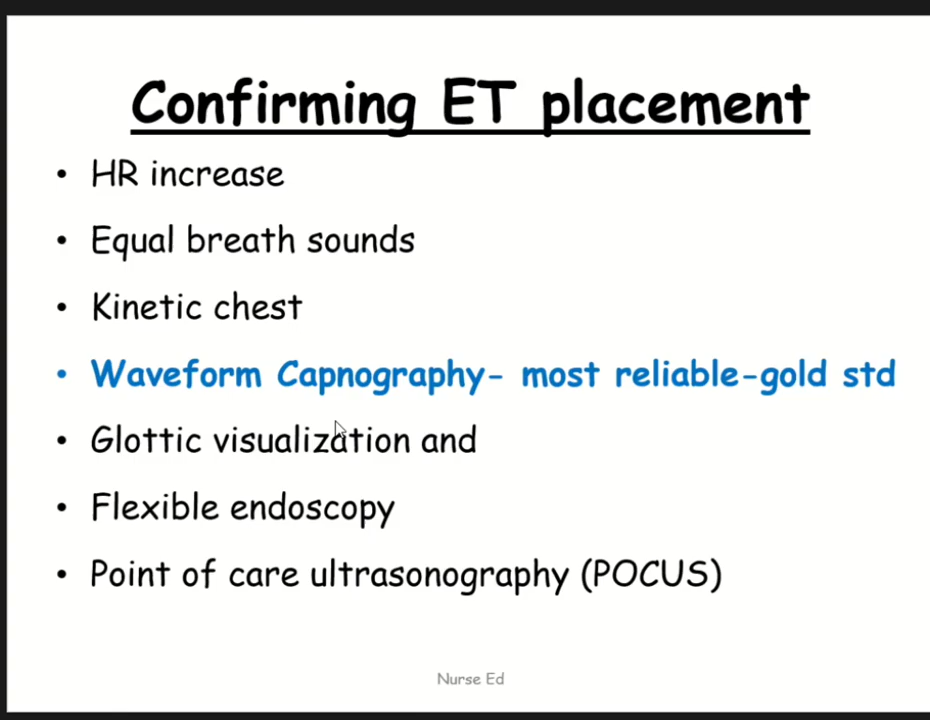 Confirming ET placement
• HR increase
• Equal breath sounds
• Kinetic chest
• Waveform Capnography- most reliable-gold std
• Glottic visualization and
• Flexible endoscopy
• Point of care ultrasonography (POCUS)
Nurse Ed